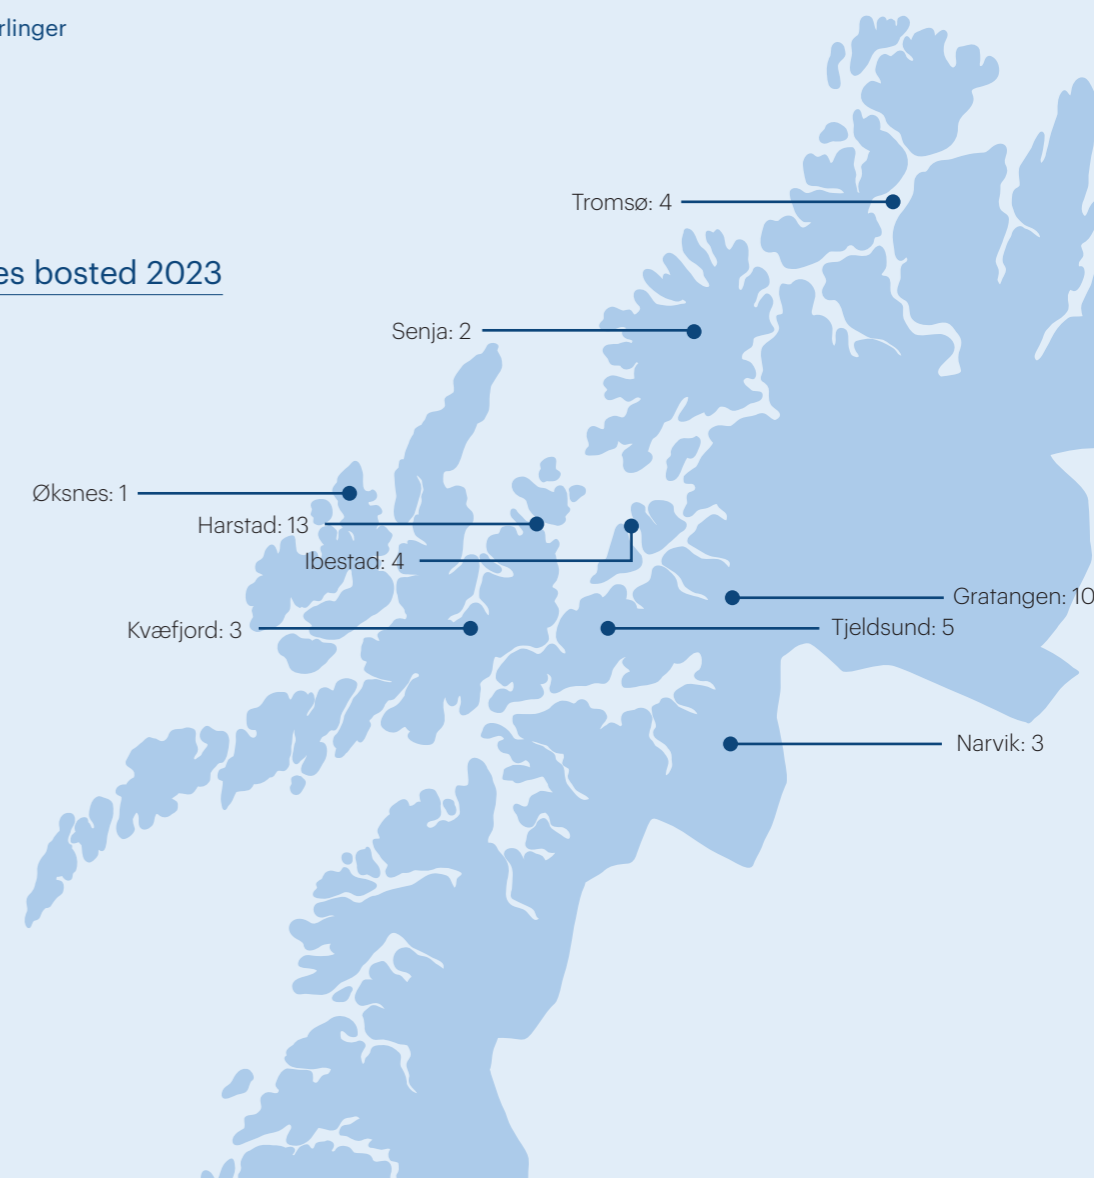 rlinger
Tromsø: 4
es bosted 2023
Senja: 2
Øksnes: 1
Harstad: 13
Ibestad: 4
Gratangen: 10
Kvæfjord: 3
Tjeldsund: 5
Narvik: 3